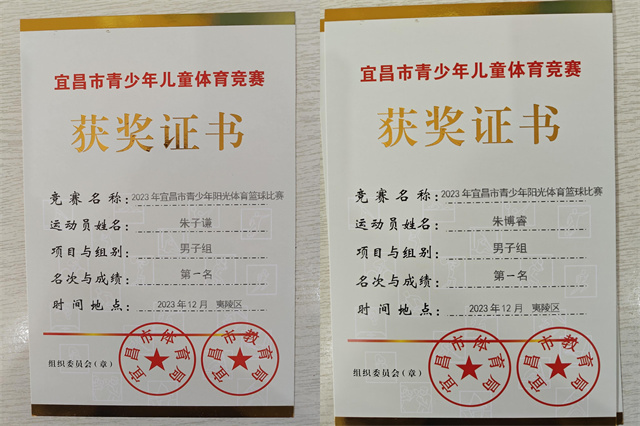 宜昌市青少年儿童体育竞赛
获奖证书
竞赛名称：2023年宜昌市青少年阳光体育篮球比赛
运动员姓名：朱子谦
项目与组别：男子组
名次与成绩：第一名
时间地点：2023年12月 夷陵区
组织委员会（章）
宜昌市体育局
宜昌市教育局
宜昌市青少年儿童体育竞赛
获奖证书
竞赛名称：2023年宜昌市青少年阳光体育篮球比赛
运动员姓名：朱博睿
项目与组别：男子组
名次与成绩：第一名
时间地点：2023年12月 夷陵区
组织委员会（章）
宜昌市体育局
宜昌市教育局